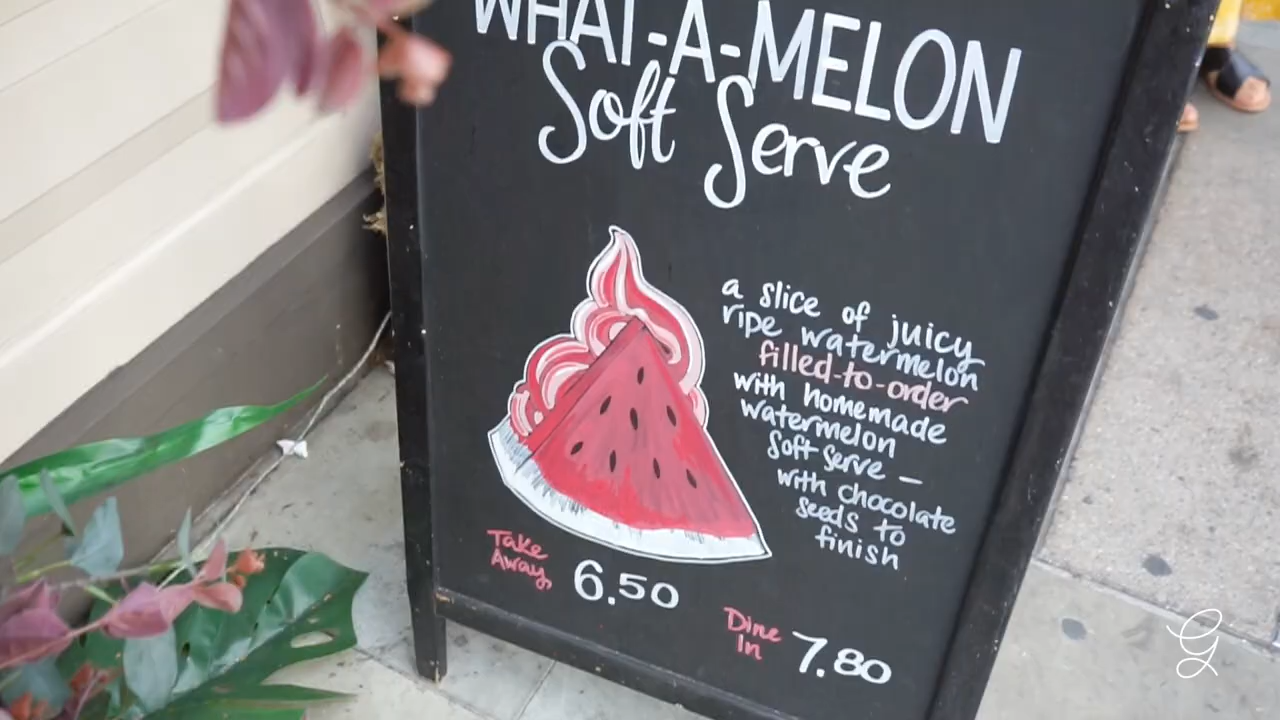 WHAT-A-MELON
Soft Serve
a slice of juicy
ripe watermelon
filled-to-order
with homemade
watermelon
Soft Serve —
with chocolate
seeds to
finish
Take
Away
6.50
Dine
In
7.80
G